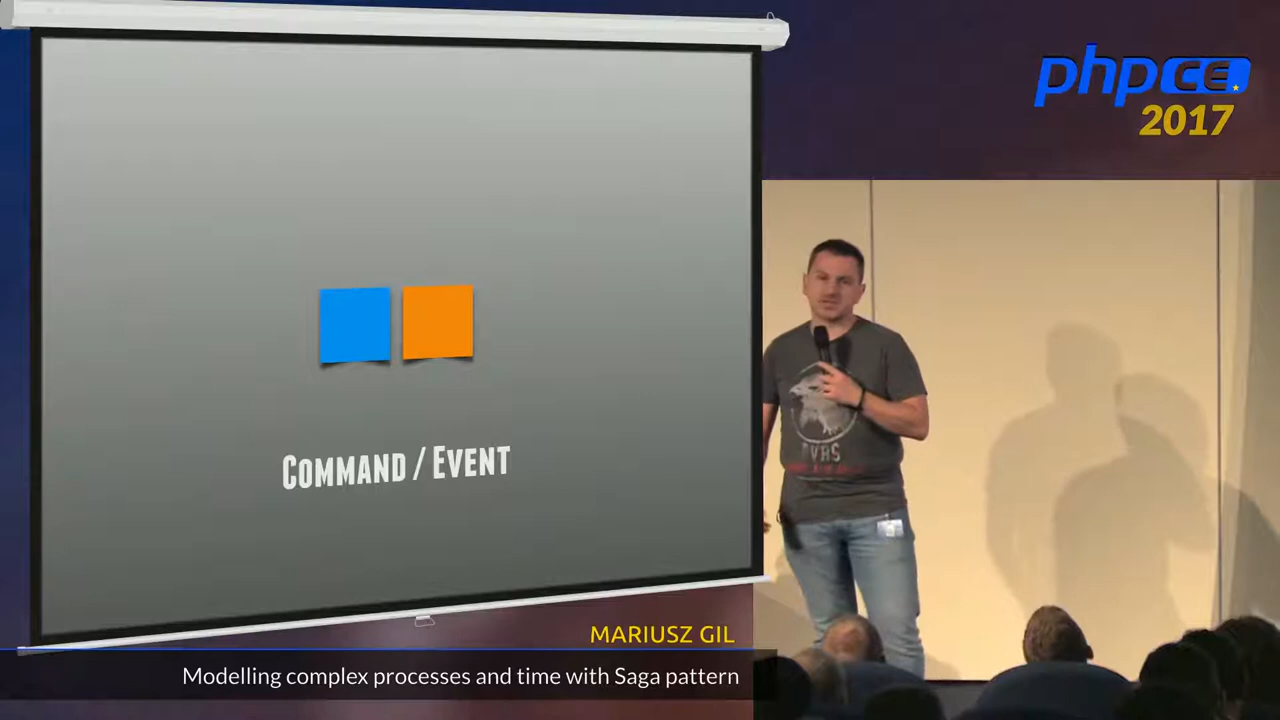 phpCE
2017
COMMAND / EVENT
MARIUSZ GIL
Modelling complex processes and time with Saga pattern